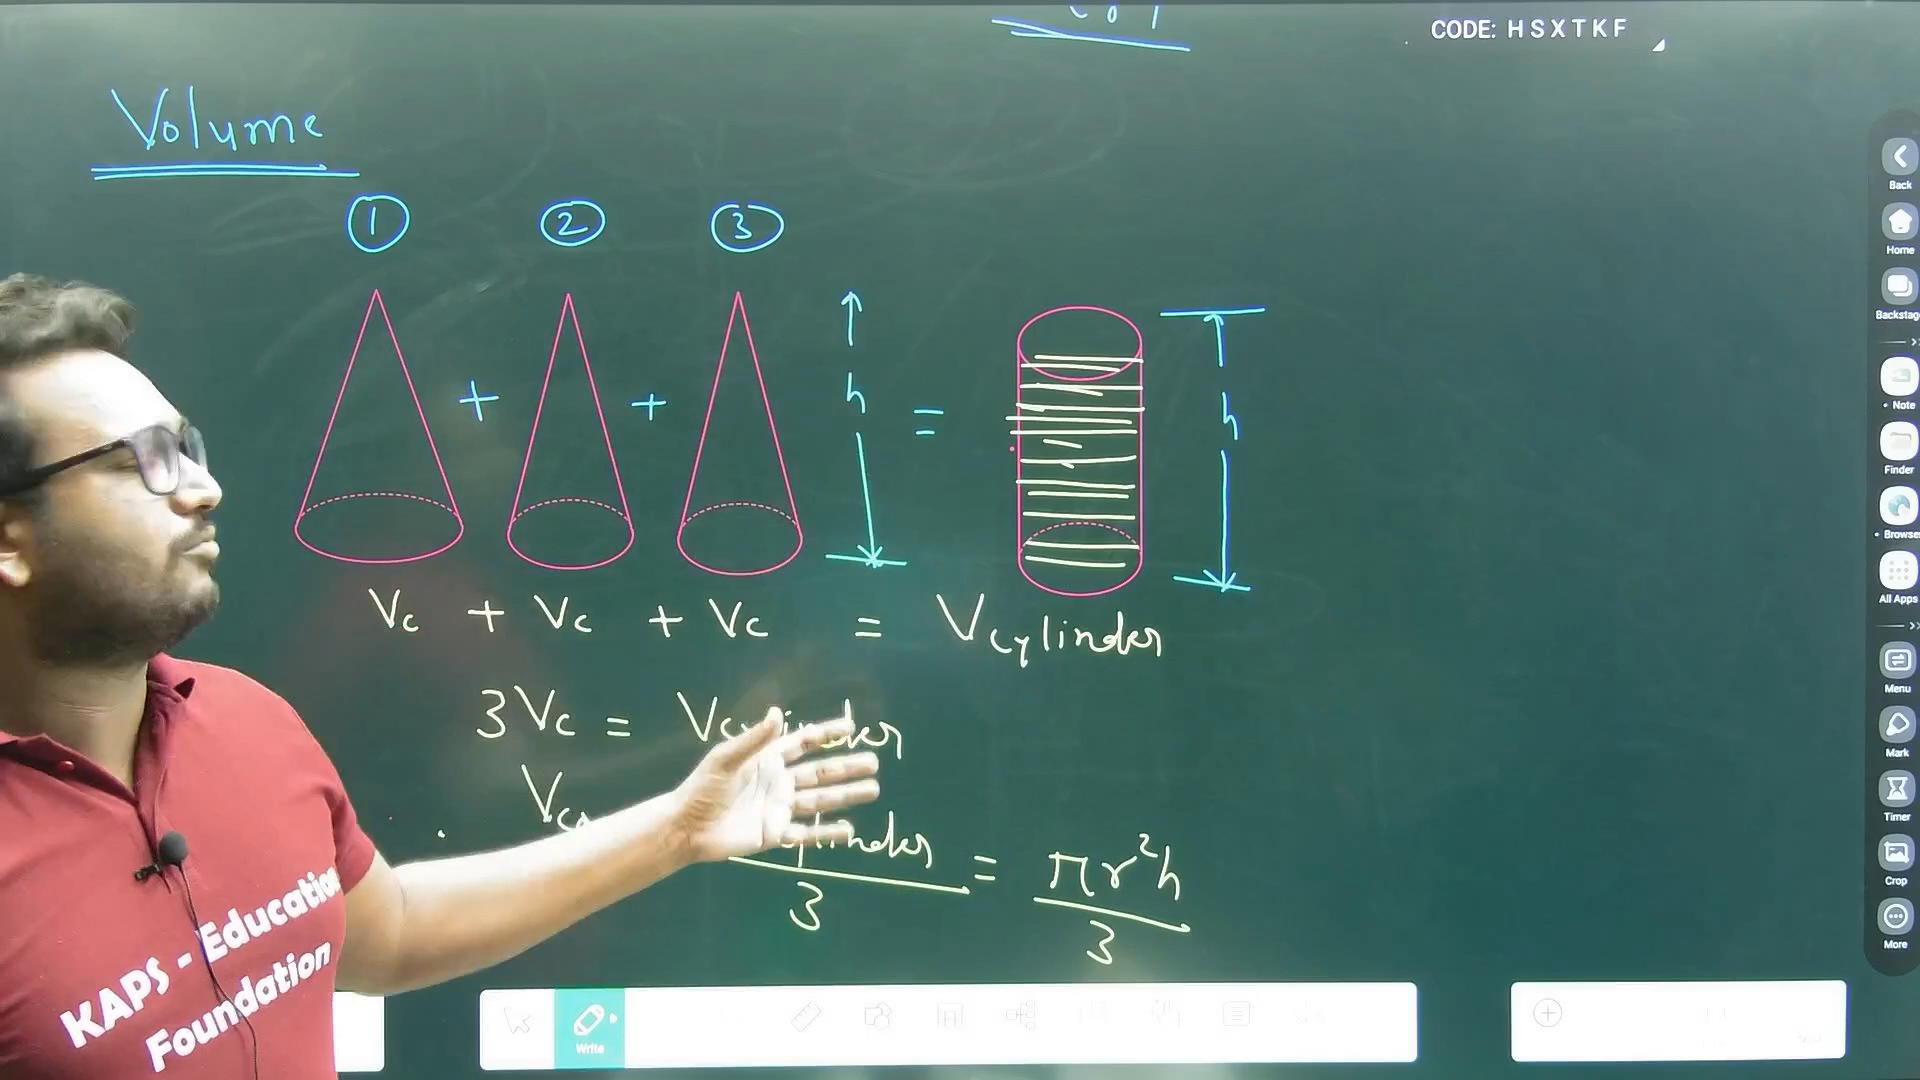 CODE: HSXTKF
Volume
1 2 3
+ + h = h
Vc + Vc + Vc = Vcylinder
3Vc = Vcylinder
= πr²h
3 3
KAPS - Education
Foundation
Write
Back
Home
Note
Finder
All Apps
Menu
Mark
Timer
Crop
More